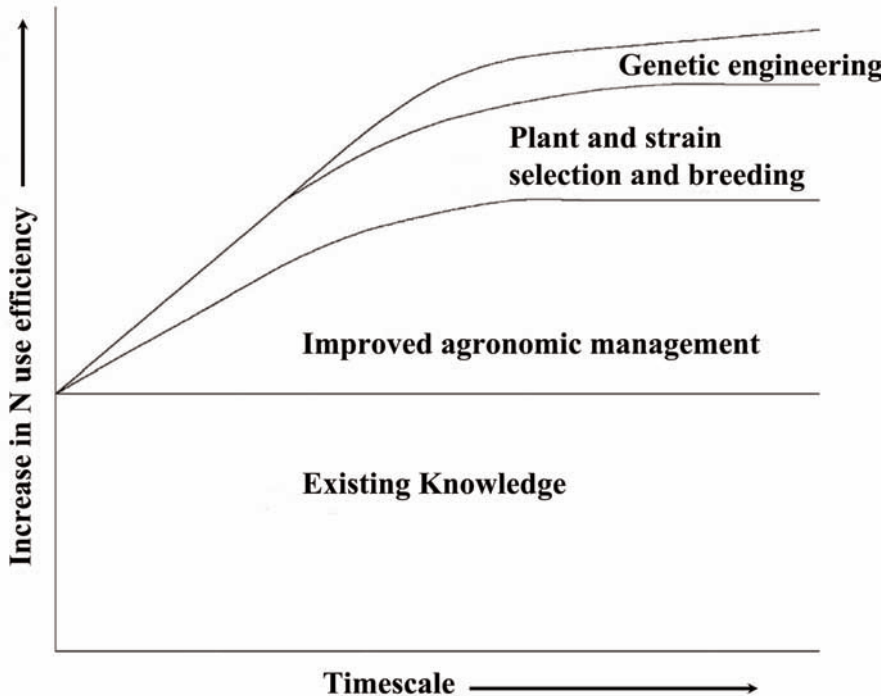 Genetic engineering
Plant and strain
selection and breeding
Improved agronomic management
Existing Knowledge
Increase in N use efficiency
Timescale